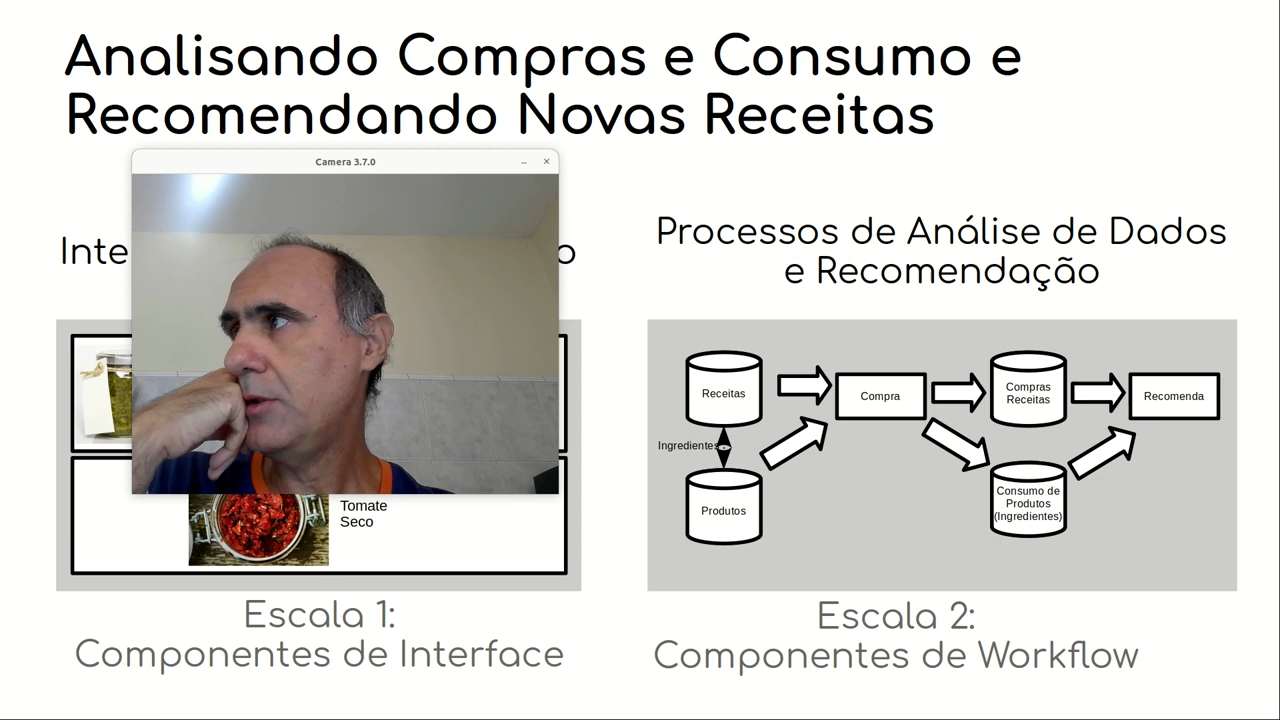 Analisando Compras e Consumo e
Recomendando Novas Receitas
Camera 3.7.0
Processos de Análise de Dados
e Recomendação
Tomate
Seco
Receitas
Ingredientes
Produtos
Compra
Compras
Receitas
Consumo de
Produtos
(Ingredientes)
Recomenda
Escala 1:
Componentes de Interface
Escala 2:
Componentes de Workflow